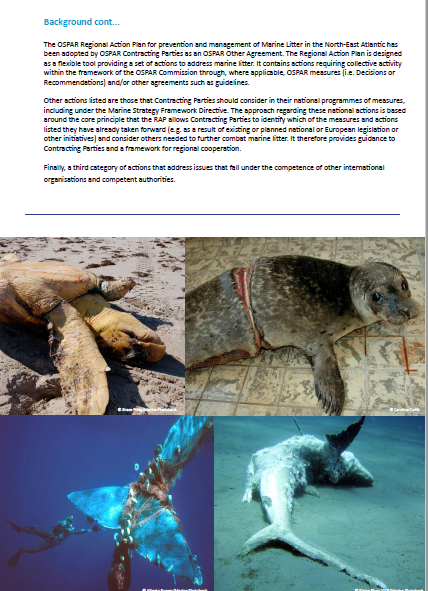 Background cont...
The OSPAR Regional Action Plan for prevention and management of Marine Litter in the North-East Atlantic has
been adopted by OSPAR Contracting Parties as an OSPAR Other Agreement. The Regional Action Plan is designed
as a flexible tool providing a set of actions to address marine litter. It contains actions requiring collective activity
within the framework of the OSPAR Commission through, where applicable, OSPAR measures (i.e. Decisions or
Recommendations) and/or other agreements such as guidelines.
Other actions listed are those that Contracting Parties should consider in their national programmes of measures,
including under the Marine Strategy Framework Directive. The approach regarding these national actions is based
around the core principle that the RAP allows Contracting Parties to identify which of the measures and actions
listed they have already taken forward (e.g. as a result of existing or planned national or European legislation or
other initiatives) and consider others needed to further combat marine litter. It therefore provides guidance to
Contracting Parties and a framework for regional cooperation.
Finally, a third category of actions that address issues that fall under the competence of other international
organisations and competent authorities.